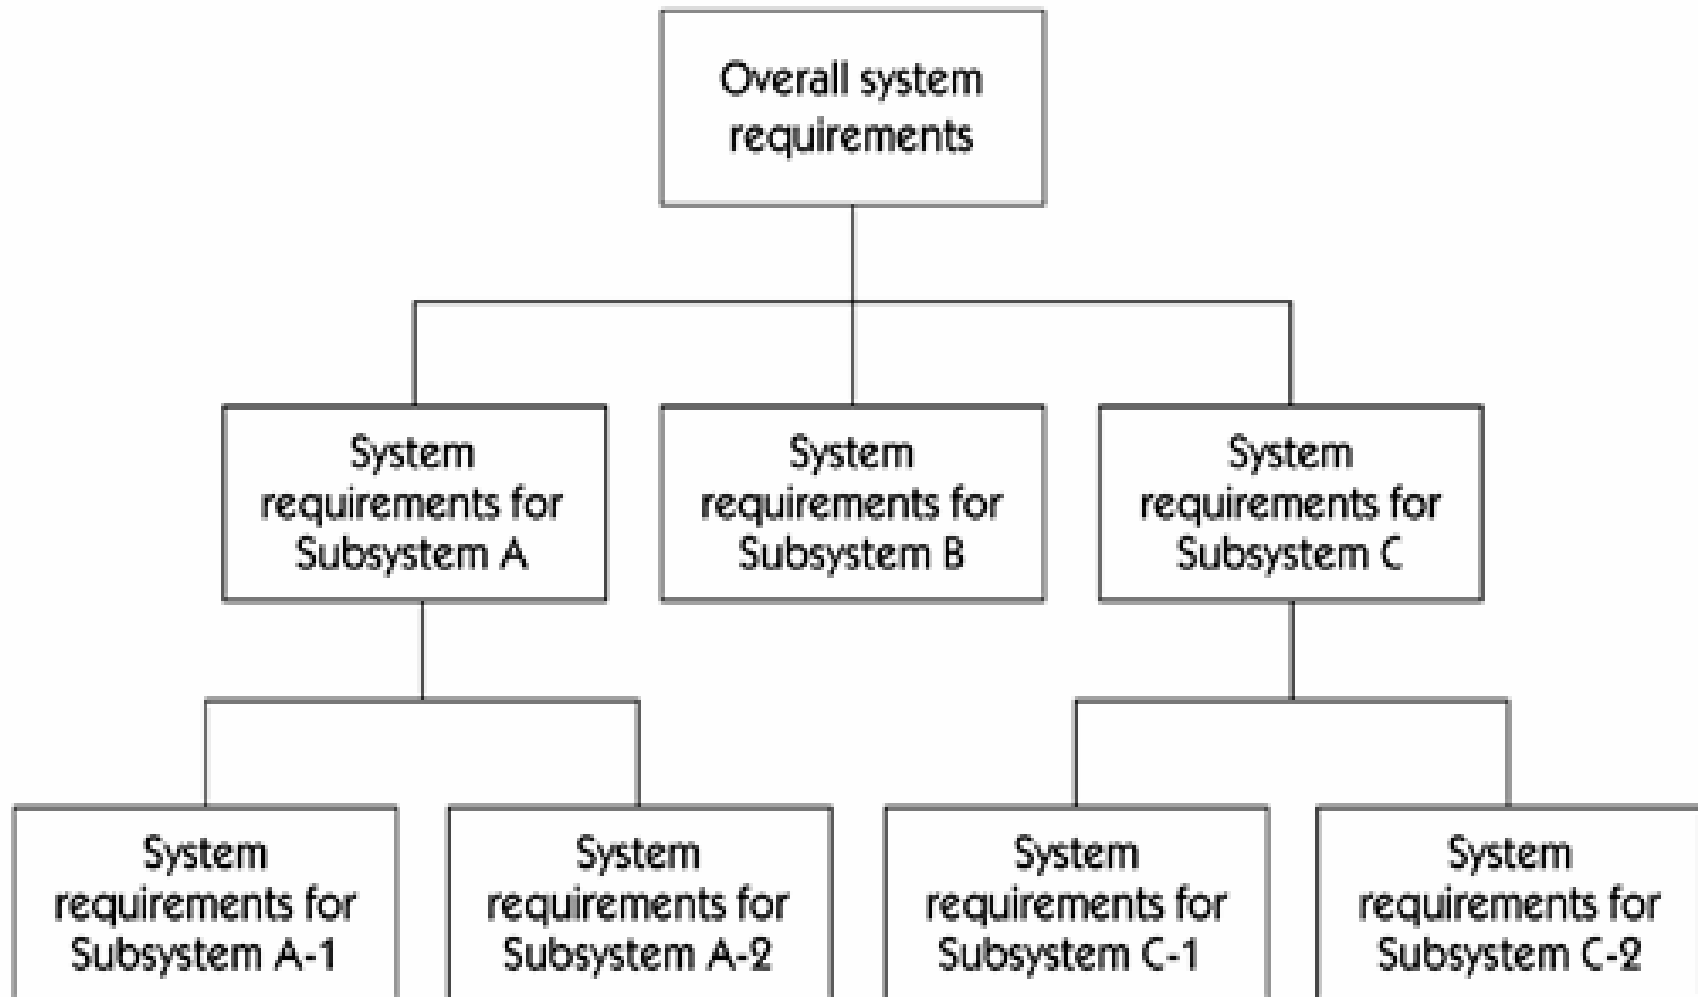 Overall system
requirements
System
requirements for
Subsystem A
System
requirements for
Subsystem B
System
requirements for
Subsystem C
System
requirements for
Subsystem A-1
System
requirements for
Subsystem A-2
System
requirements for
Subsystem C-1
System
requirements for
Subsystem C-2